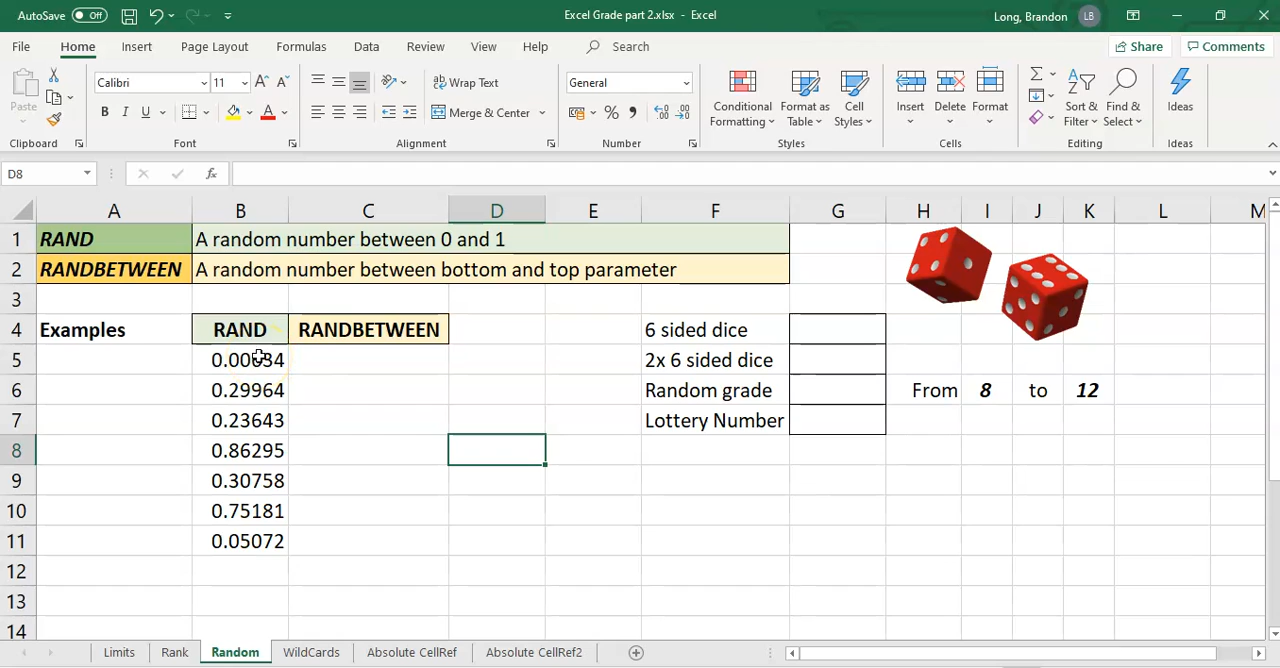 AutoSave Off Excel Grade part 2.xlsx - Excel Long, Brandon LB
File Home Insert Page Layout Formulas Data Review View Help Search Share Comments
Paste Calibri 11 A A Wrap Text General Conditional Formatting Format as Table Cell Styles Insert Delete Format Sort & Filter Find & Select Ideas
B I U A Merge & Center % ,
Clipboard Font Alignment Number Styles Cells Editing Ideas
D8 fx
A B C D E F G H I J K L M
1 RAND A random number between 0 and 1
2 RANDBETWEEN A random number between bottom and top parameter
3
4 Examples RAND RANDBETWEEN 6 sided dice
5 2x 6 sided dice
6 0.29964 Random grade From 8 to 12
7 0.23643 Lottery Number
8 0.86295
9 0.30758
10 0.75181
11 0.05072
12
13
14
Limits Rank Random WildCards Absolute CellRef Absolute CellRef2